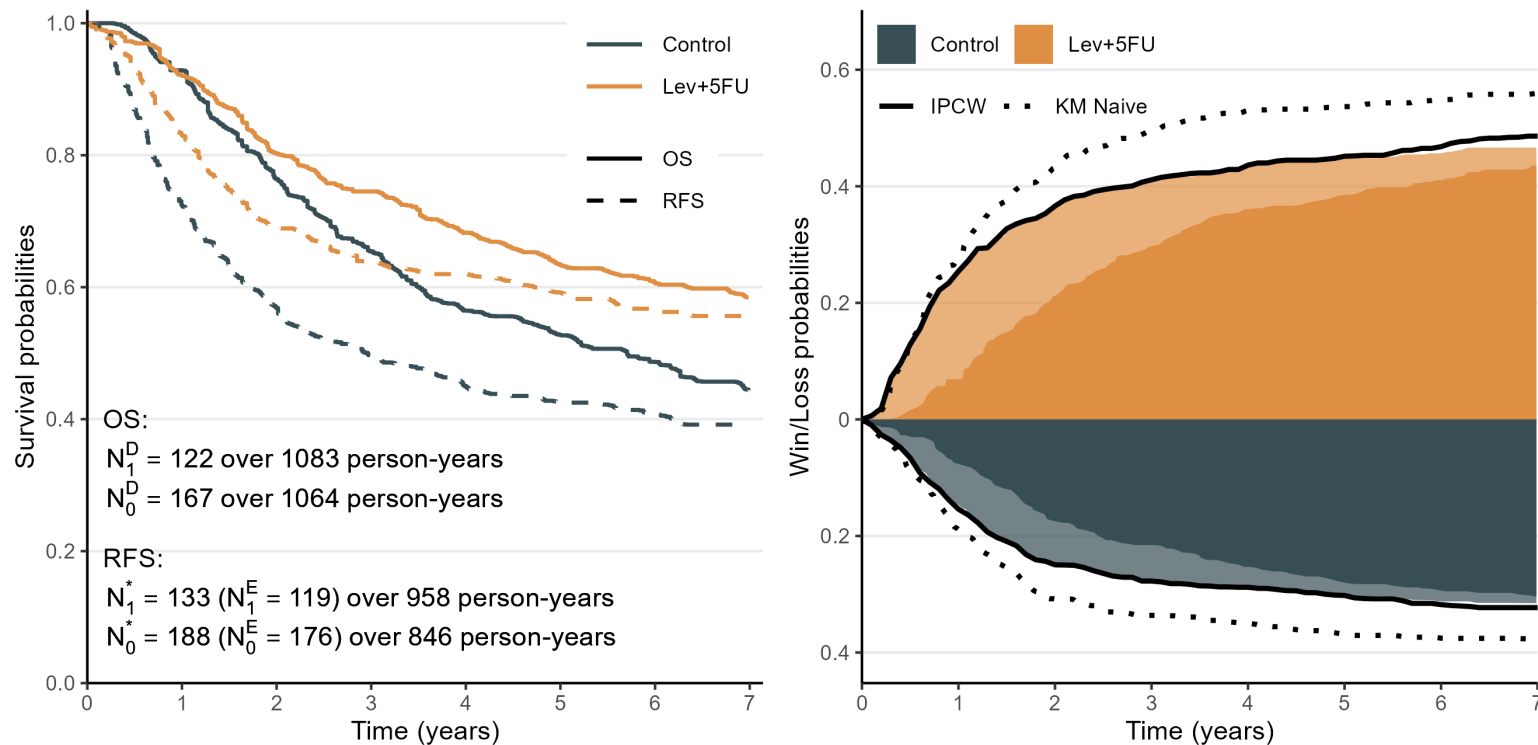 Survival probabilities
1.0
0.8
0.6
0.4
0.2
0.0
Control
Lev+5FU
OS
RFS
OS:
N₁ᴰ = 122 over 1083 person-years
N₀ᴰ = 167 over 1064 person-years
RFS:
N₁* = 133 (N₁ᴱ = 119) over 958 person-years
N₀* = 188 (N₀ᴱ = 176) over 846 person-years
0 1 2 3 4 5 6 7
Time (years)
Win/Loss probabilities
0.6
0.4
0.2
0
0.2
0.4
Control Lev+5FU
IPCW KM Naive
0 1 2 3 4 5 6 7
Time (years)